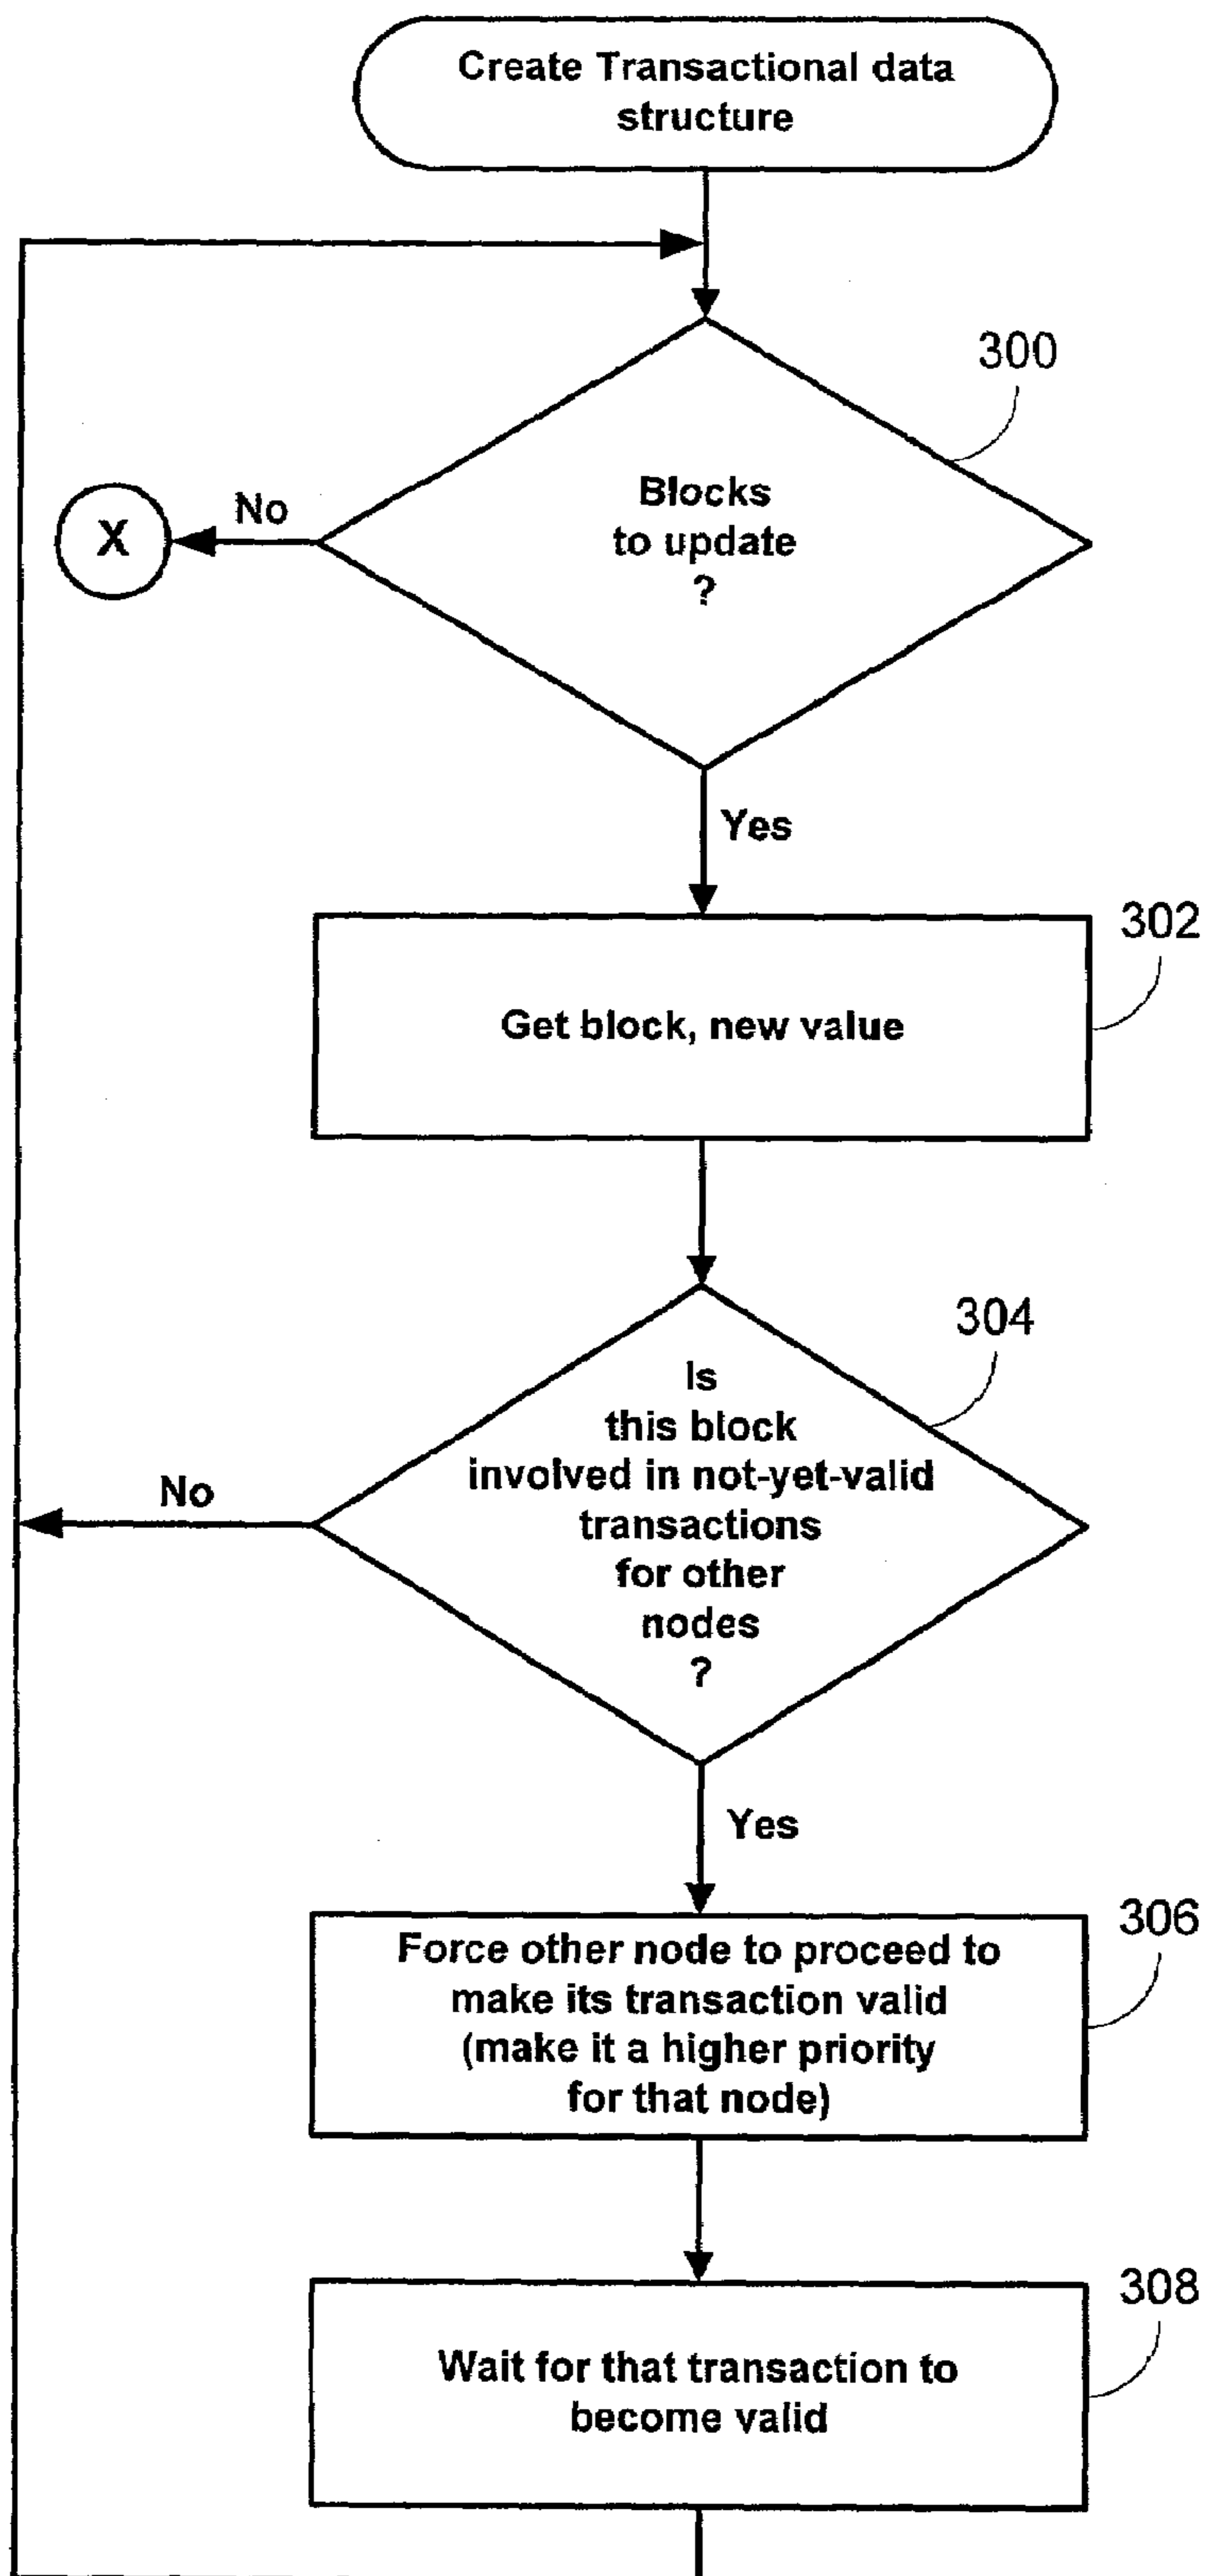 Create Transactional data
structure
300
Blocks
to update
?
No
X
Yes
302
Get block, new value
304
Is
this block
involved in not-yet-valid
transactions
for other
nodes
?
No
Yes
306
Force other node to proceed to
make its transaction valid
(make it a higher priority
for that node)
308
Wait for that transaction to
become valid